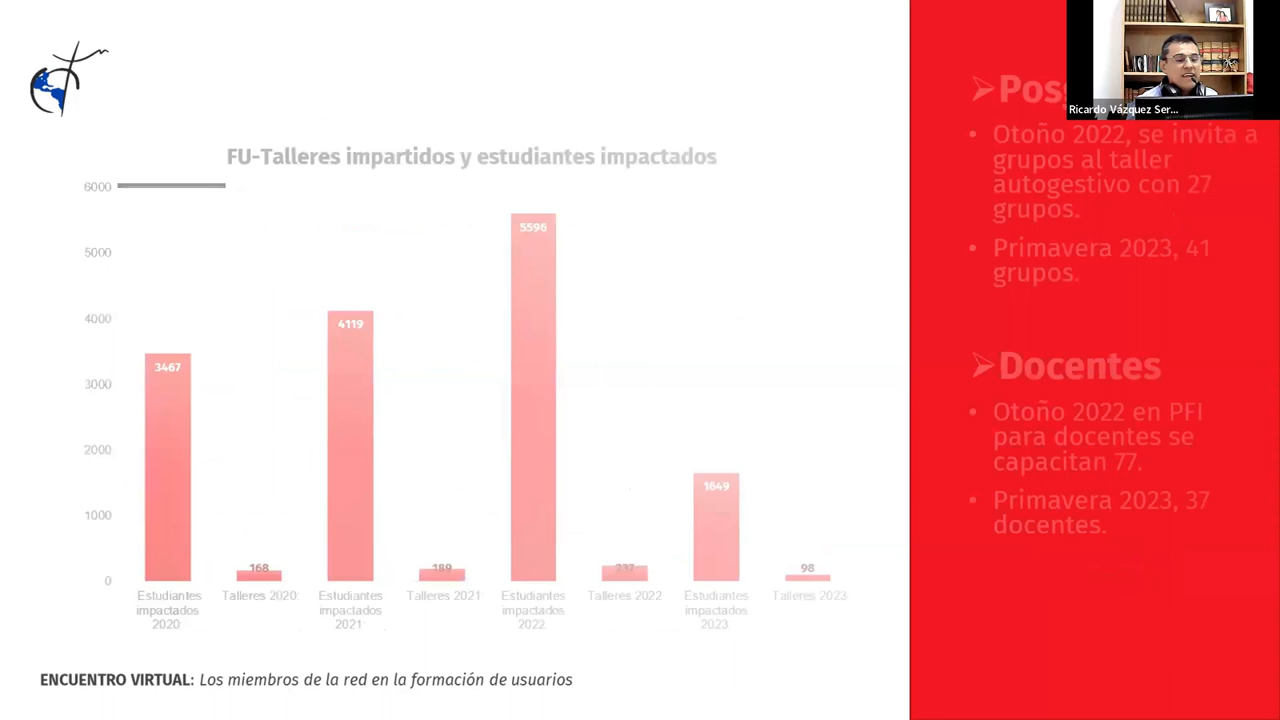 FU-Talleres impartidos y estudiantes impactados
6000
5000
4000
3000
2000
1000
0
3467
168
4119
189
5596
237
1649
98
Estudiantes
impactados
2020
Talleres 2020
Estudiantes
impactados
2021
Talleres 2021
Estudiantes
impactados
2022
Talleres 2022
Estudiantes
impactados
2023
Talleres 2023
ENCUENTRO VIRTUAL: Los miembros de la red en la formación de usuarios
Ricardo Vázquez Ser...
• Otoño 2022, se invita a
grupos al taller
autogestivo con 27
grupos.
• Primavera 2023, 41
grupos.
➢Docentes
• Otoño 2022 en PFI
para docentes se
capacitan 77.
• Primavera 2023, 37
docentes.